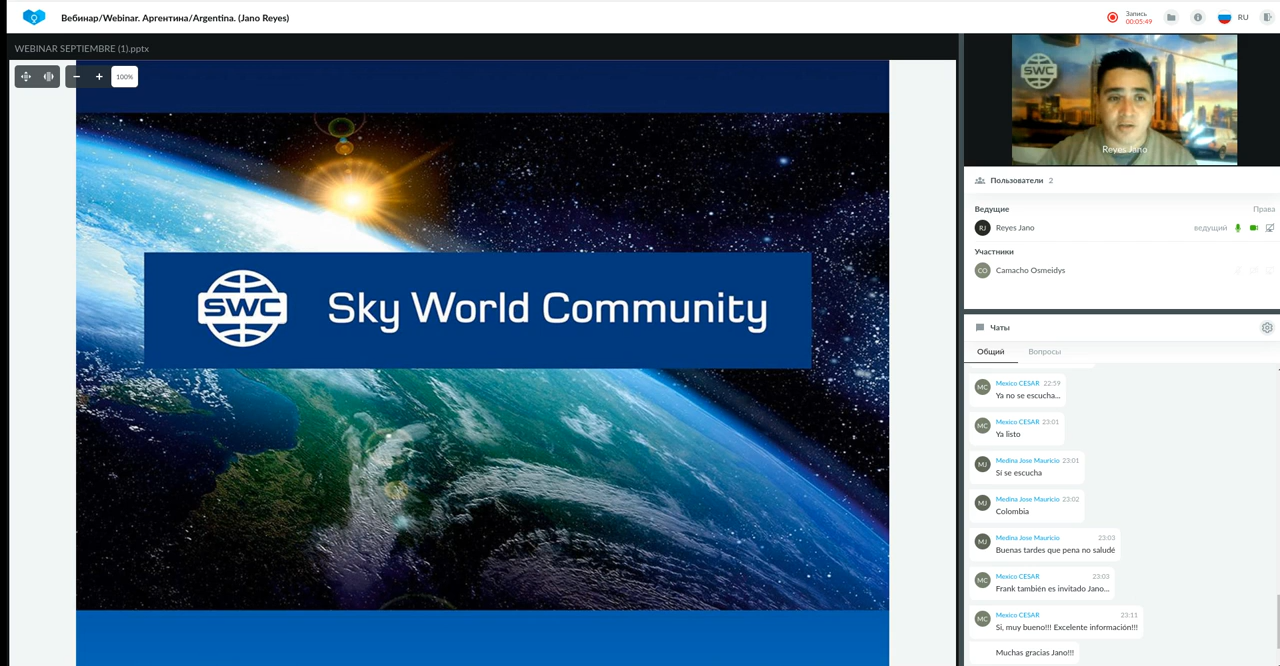 Вебинар/Webinar. Аргентина/Argentina. (Jano Reyes)
Запись
00:05:49
RU
WEBINAR SEPTIEMBRE (1).pptx
100%
SWC
Sky World Community
SWC
Reyes Jano
Пользователи 2
Ведущие
Права
RJ
Reyes Jano
ведущий
Участники
CO
Camacho Osmeidys
Чаты
Общий
Вопросы
MC
Mexico CESAR 22:59
Ya no se escucha...
MC
Mexico CESAR 23:01
Ya listo
MJ
Medina Jose Mauricio 23:01
Si se escucha
MJ
Medina Jose Mauricio 23:02
Colombia
MJ
Medina Jose Mauricio 23:03
Buenas tardes que pena no saludé
MC
Mexico CESAR 23:03
Frank también es invitado Jano...
MC
Mexico CESAR 23:11
Si, muy bueno!!! Excelente información!!!
Muchas gracias Jano!!!